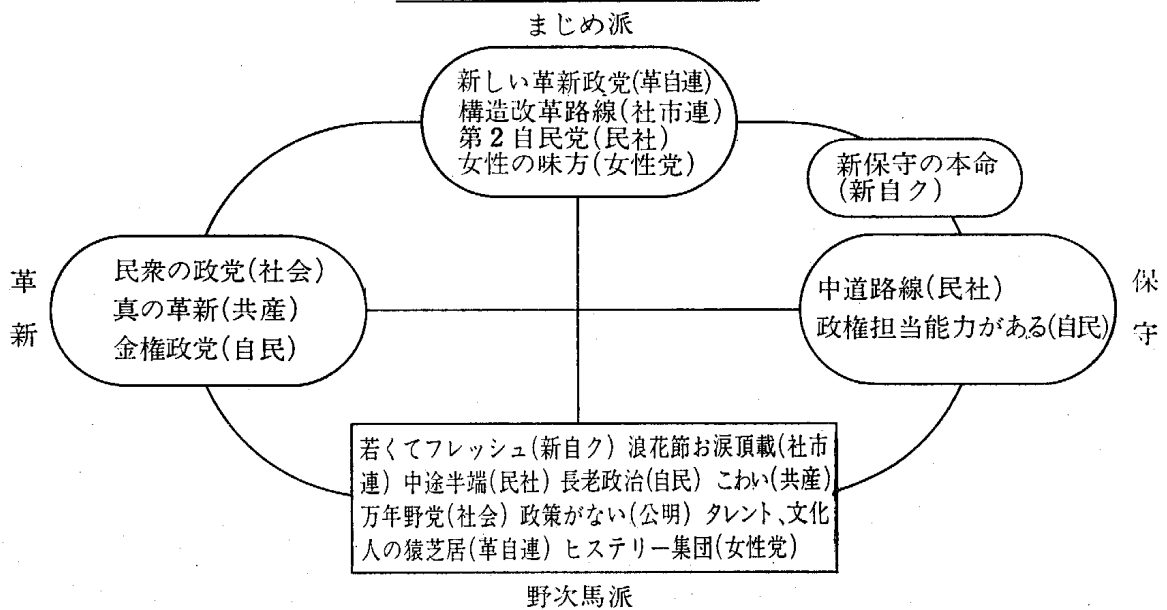 まじめ派
新しい革新政党(革自連)
構造改革路線(社市連)
第2自民党(民社)
女性の味方(女性党)
新保守の本命
(新自ク)
革新
民衆の政党(社会)
真の革新(共産)
金権政党(自民)
中道路線(民社)
政権担当能力がある(自民)
保守
若くてフレッシュ(新自ク) 浪花節お涙頂載(社市
連) 中途半端(民社) 長老政治(自民) こわい(共産)
万年野党(社会) 政策がない(公明) タレント、文化
人の猿芝居(革自連) ヒステリー集団(女性党)
野次馬派